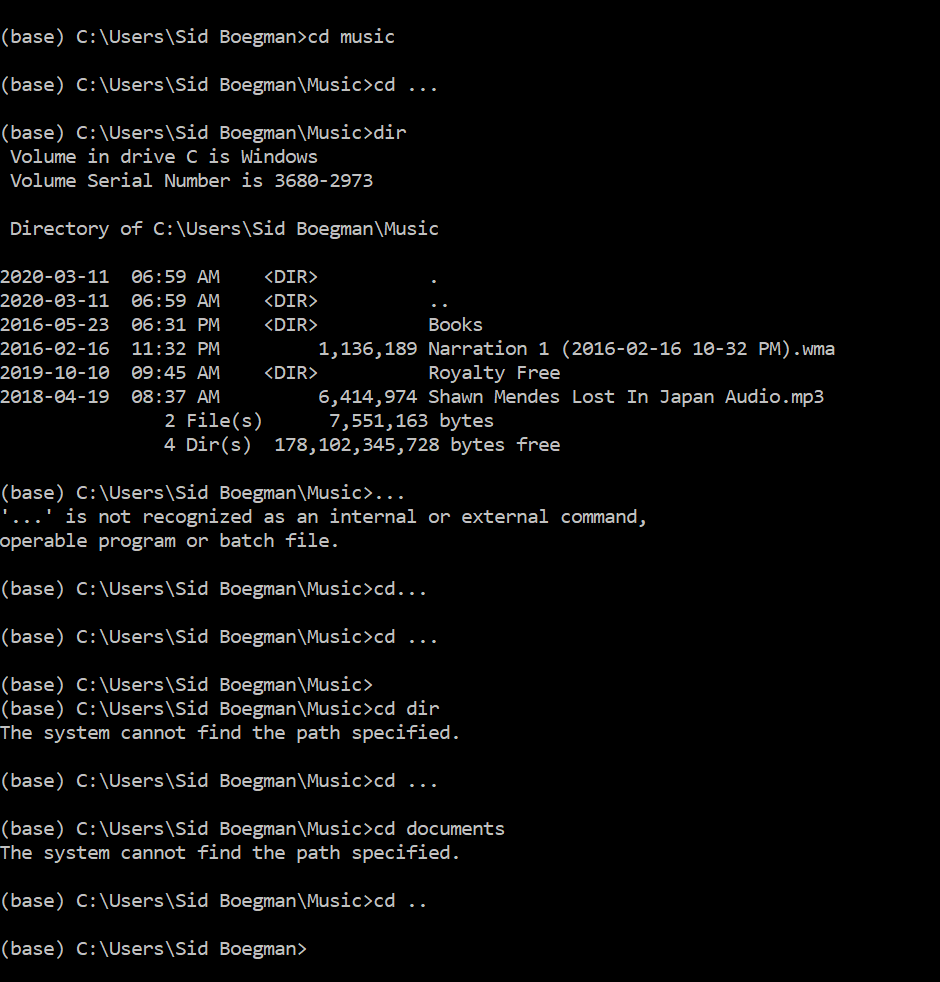 (base) C:\Users\Sid Boegman>cd music
(base) C:\Users\Sid Boegman\Music>cd ...
(base) C:\Users\Sid Boegman\Music>dir
 Volume in drive C is Windows
 Volume Serial Number is 3680-2973
 Directory of C:\Users\Sid Boegman\Music
2020-03-11  06:59 AM    <DIR>          .
2020-03-11  06:59 AM    <DIR>          ..
2016-05-23  06:31 PM    <DIR>          Books
2016-02-16  11:32 PM         1,136,189 Narration 1 (2016-02-16 10-32 PM).wma
2019-10-10  09:45 AM    <DIR>          Royalty Free
2018-04-19  08:37 AM         6,414,974 Shawn Mendes Lost In Japan Audio.mp3
               2 File(s)      7,551,163 bytes
               4 Dir(s)  178,102,345,728 bytes free
(base) C:\Users\Sid Boegman\Music>...
'...' is not recognized as an internal or external command,
operable program or batch file.
(base) C:\Users\Sid Boegman\Music>cd...
(base) C:\Users\Sid Boegman\Music>cd ...
(base) C:\Users\Sid Boegman\Music>
(base) C:\Users\Sid Boegman\Music>cd dir
The system cannot find the path specified.
(base) C:\Users\Sid Boegman\Music>cd ...
(base) C:\Users\Sid Boegman\Music>cd documents
The system cannot find the path specified.
(base) C:\Users\Sid Boegman\Music>cd ..
(base) C:\Users\Sid Boegman>